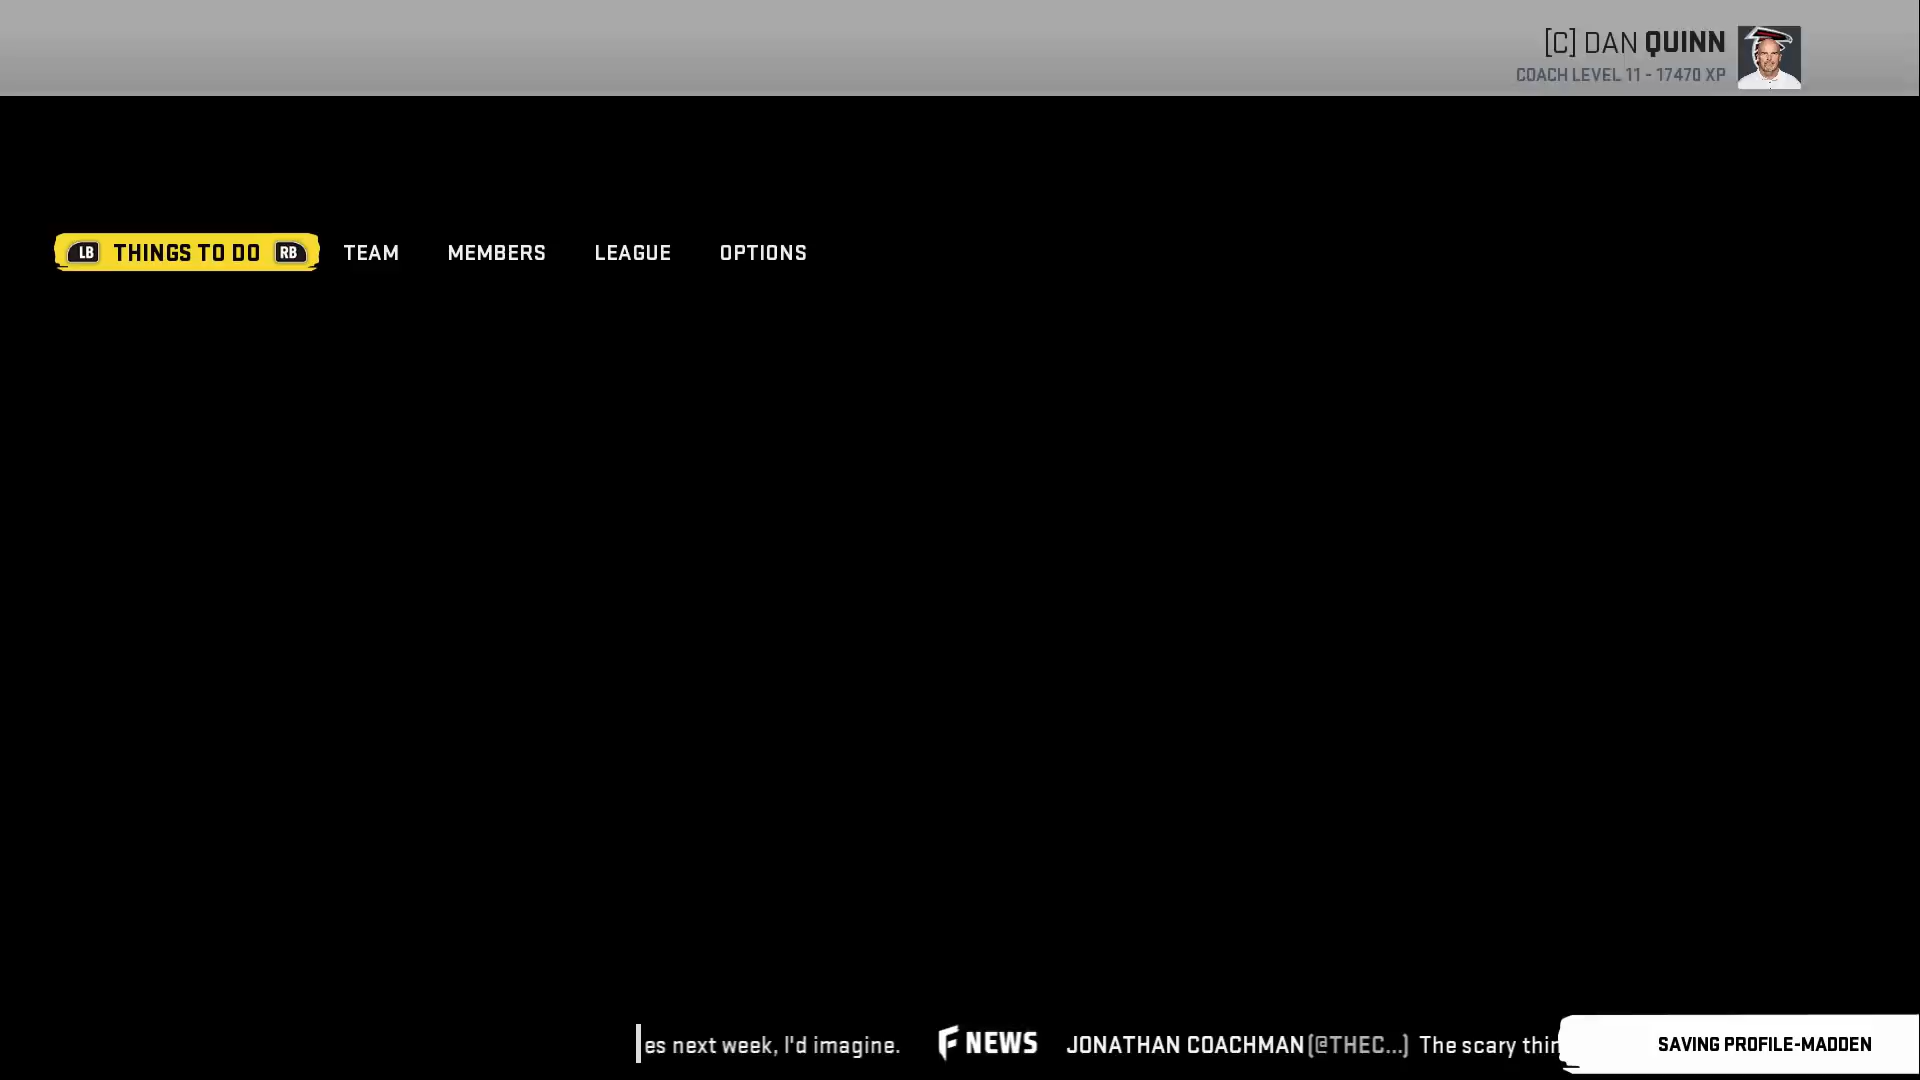 [C] DAN QUINN
COACH LEVEL 11 - 17470 XP
LB THINGS TO DO RB TEAM MEMBERS LEAGUE OPTIONS
es next week, I'd imagine. F NEWS JONATHAN COACHMAN (@THEC...) The scary thin
SAVING PROFILE-MADDEN